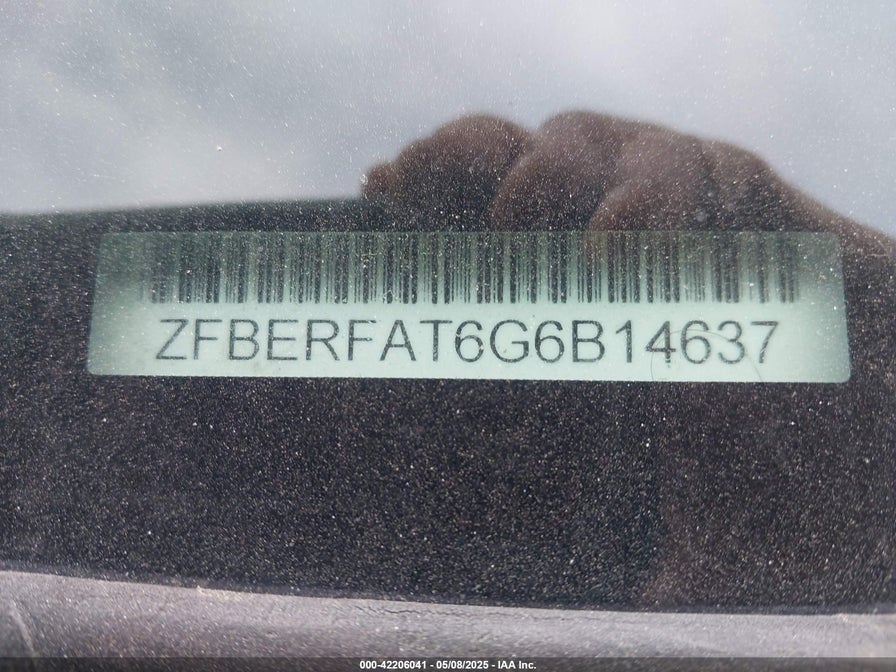 ZFBERFAT6G6B14637
000-42206041 - 05/08/2025 - IAA Inc.